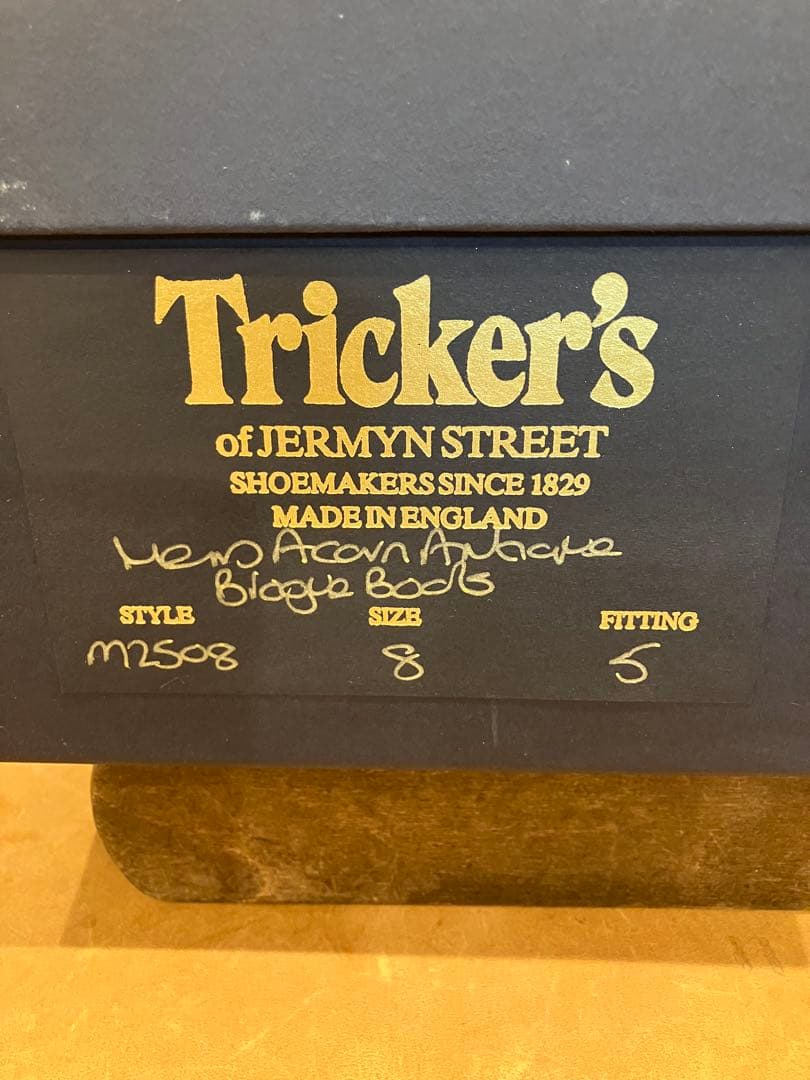 Tricker's
of JERMYN STREET
SHOEMAKERS SINCE 1829
MADE IN ENGLAND
Mens Acorn Antique
Brogue Boots
STYLE SIZE FITTING
M2508 8 5